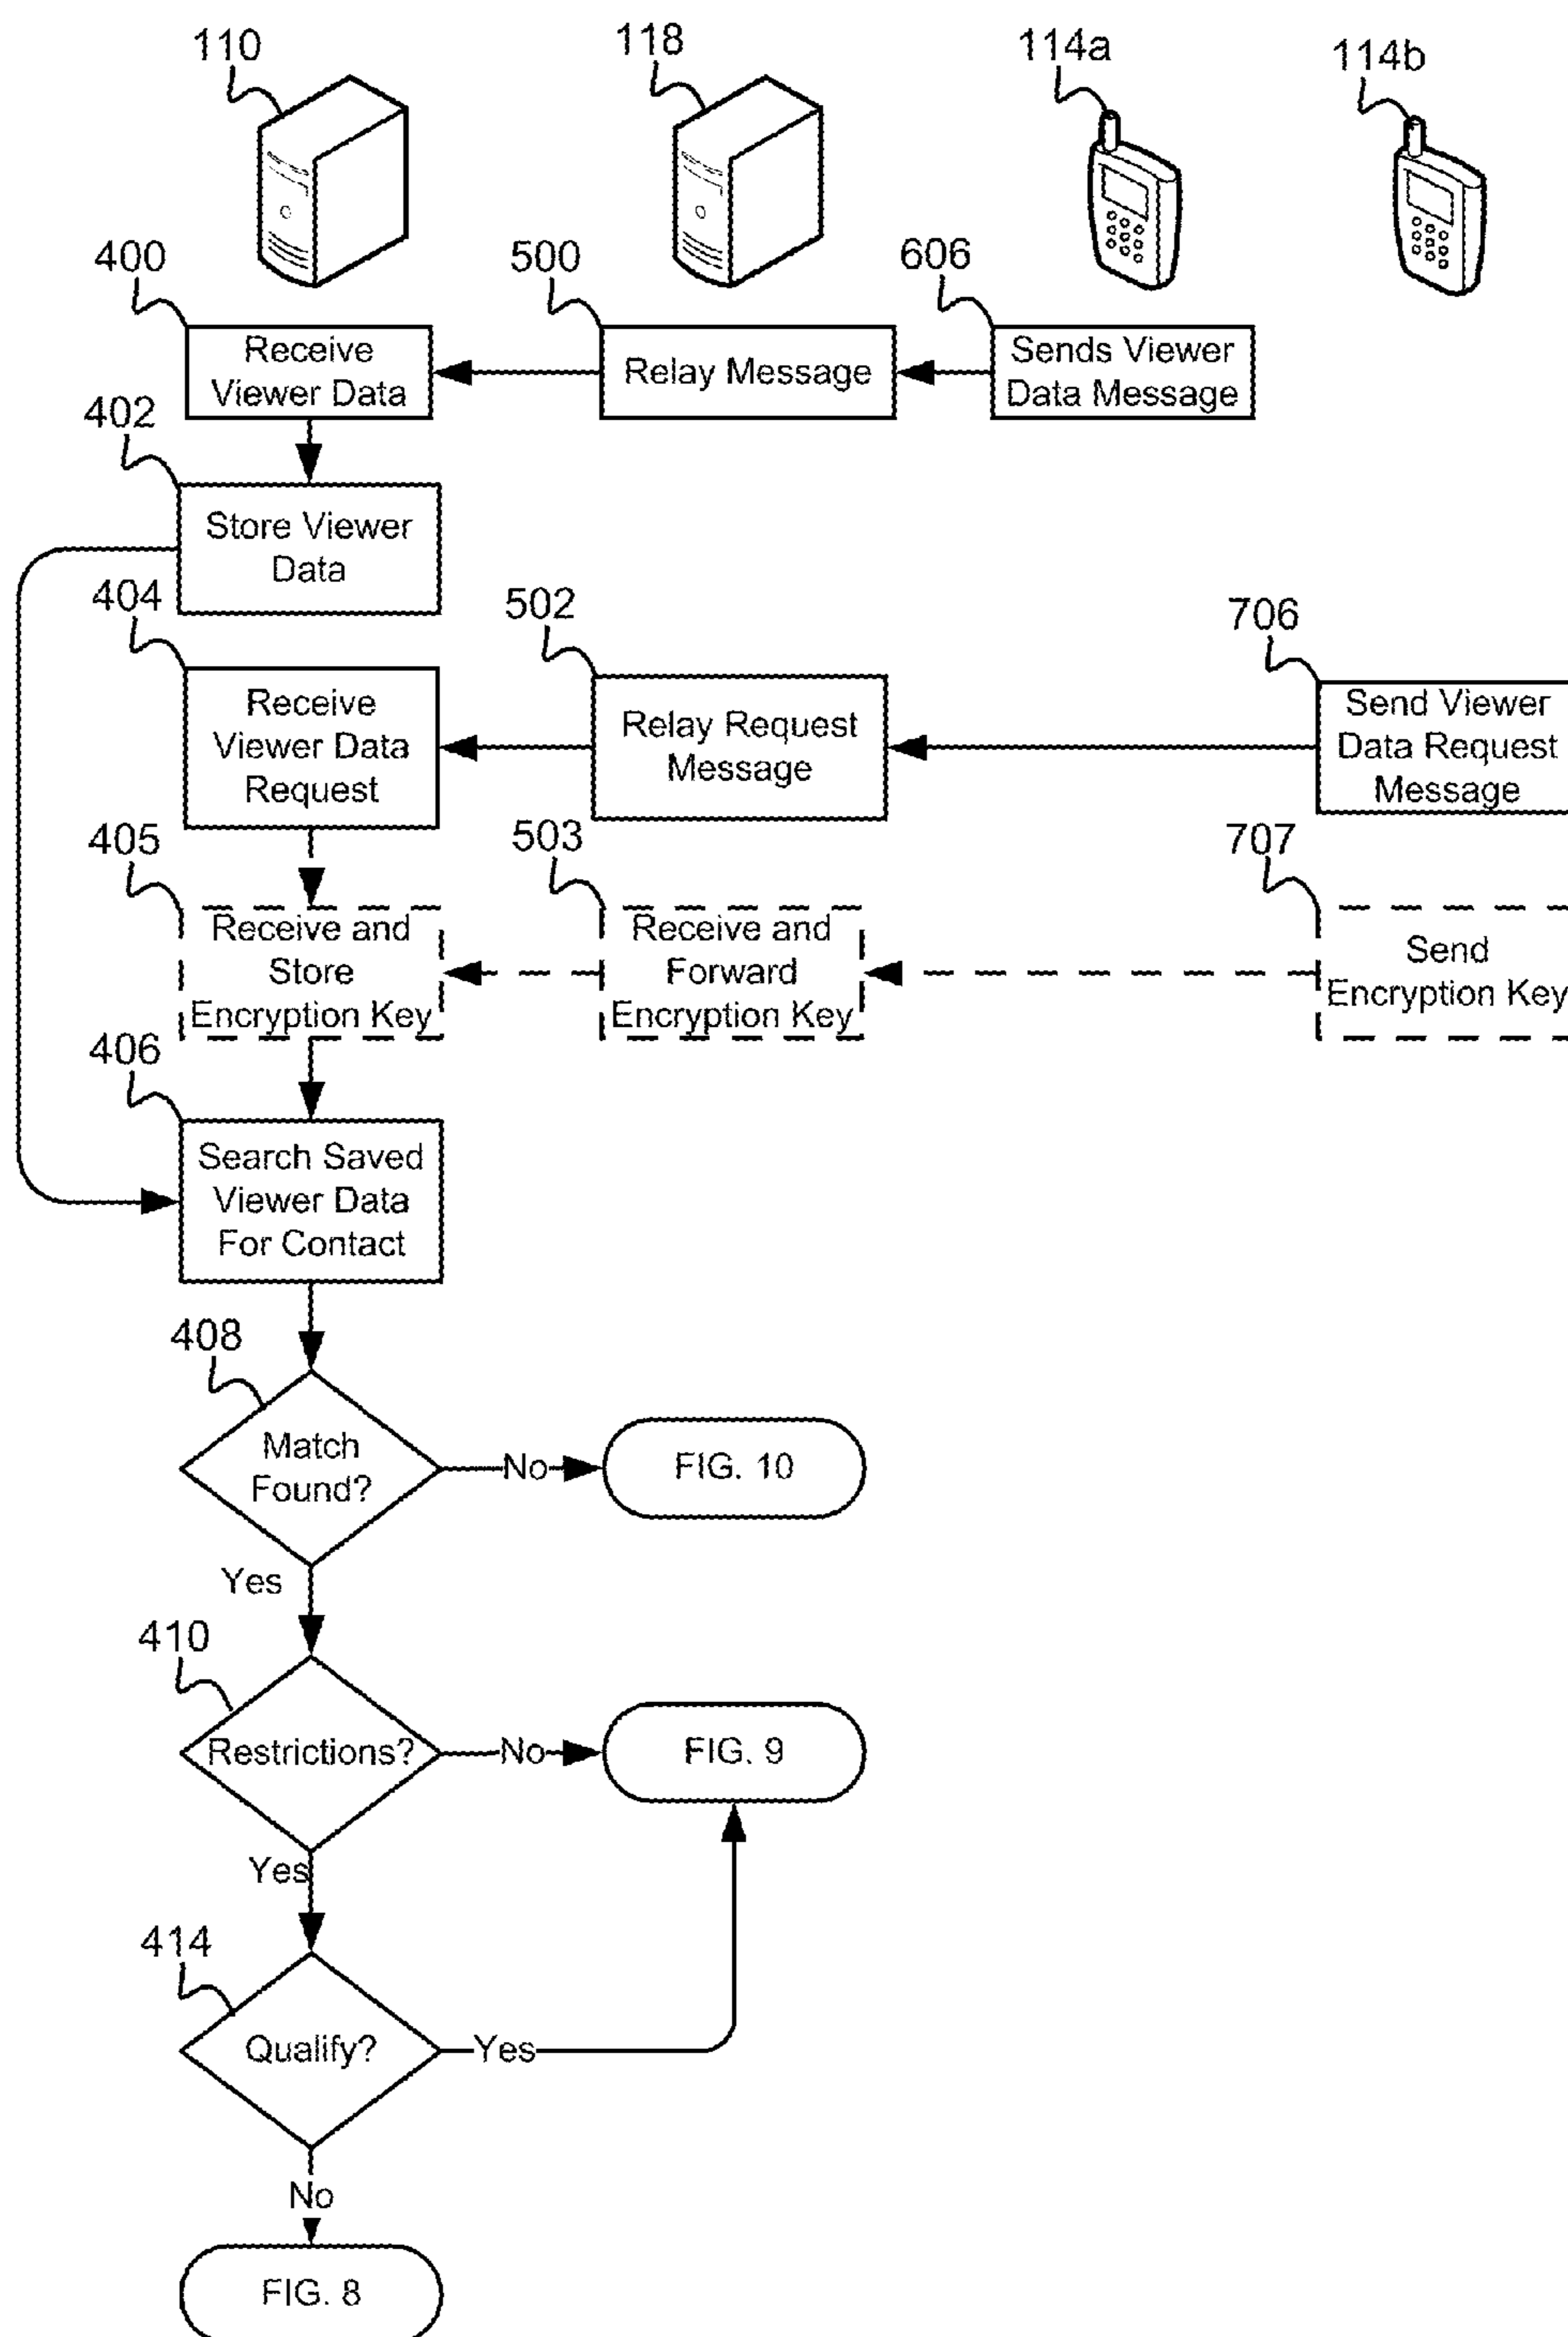 110
118
114a
114b
400
500
606
Receive
Viewer Data
Relay Message
Sends Viewer
Data Message
402
Store Viewer
Data
404
502
706
Receive
Viewer Data
Request
Relay Request
Message
Send Viewer
Data Request
Message
405
503
707
Receive and
Store
Encryption Key
Receive and
Forward
Encryption Key
Send
Encryption Key
406
Search Saved
Viewer Data
For Contact
408
Match
Found?
No
FIG. 10
Yes
410
Restrictions?
No
FIG. 9
Yes
414
Qualify?
Yes
No
FIG. 8